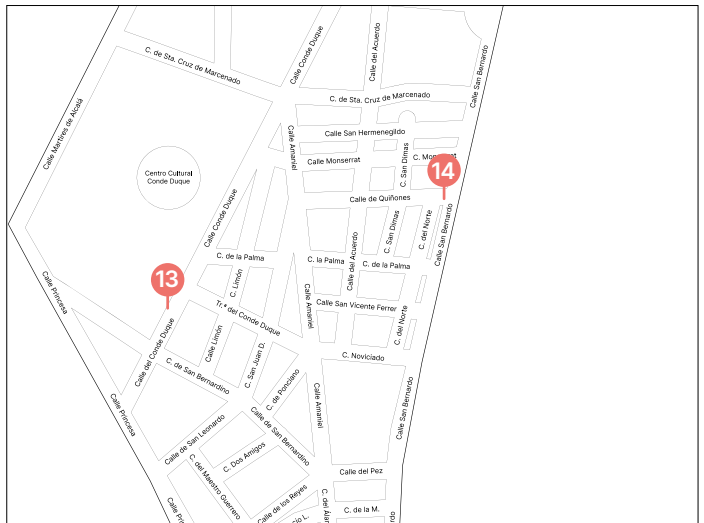 Calle Conde Duque
Calle del Acuerdo
C. de Sta. Cruz de Marcenado
Calle San Bernardo
C. de Sta. Cruz de Marcenado
Calle Mártires de Alcalá
Calle San Hermenegildo
Calle Amaniel
Calle Monserrat
C. San Dimas
C. Monserrat
Centro Cultural
Conde Duque
14
Calle de Quiñones
Calle Conde Duque
C. San Dimas
C. del Norte
Calle San Bernardo
Calle del Acuerdo
C. de la Palma
C. la Palma
C. de la Palma
13
C. Limón
Calle Princesa
Calle Amaniel
Calle San Vicente Ferrer
Tr.ª del Conde Duque
C. del Norte
Calle del Conde Duque
Calle Limón
C. San Juan D.
C. Noviciado
C. de San Bernardino
C. de Ponciano
Calle Princesa
Calle Amaniel
Calle San Bernardo
Calle de San Leonardo
Calle de San Bernardino
C. Dos Amigos
Calle del Pez
C. del Maestro Guerrero
Calle de los Reyes
C. de la M.